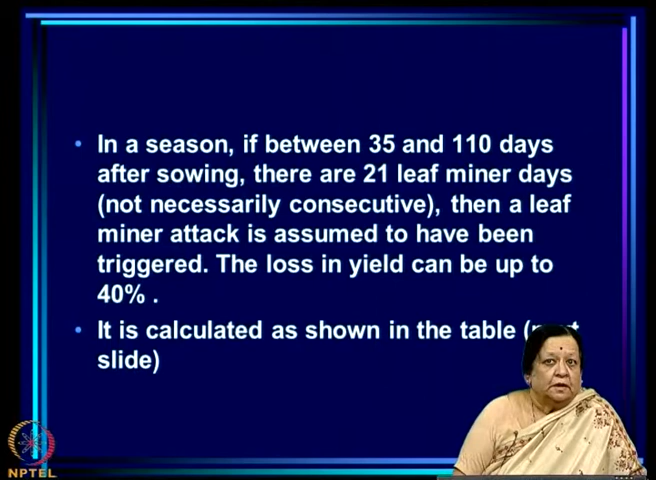 • In a season, if between 35 and 110 days
after sowing, there are 21 leaf miner days
(not necessarily consecutive), then a leaf
miner attack is assumed to have been
triggered. The loss in yield can be up to
40% .
• It is calculated as shown in the table
slide)
NPTEL